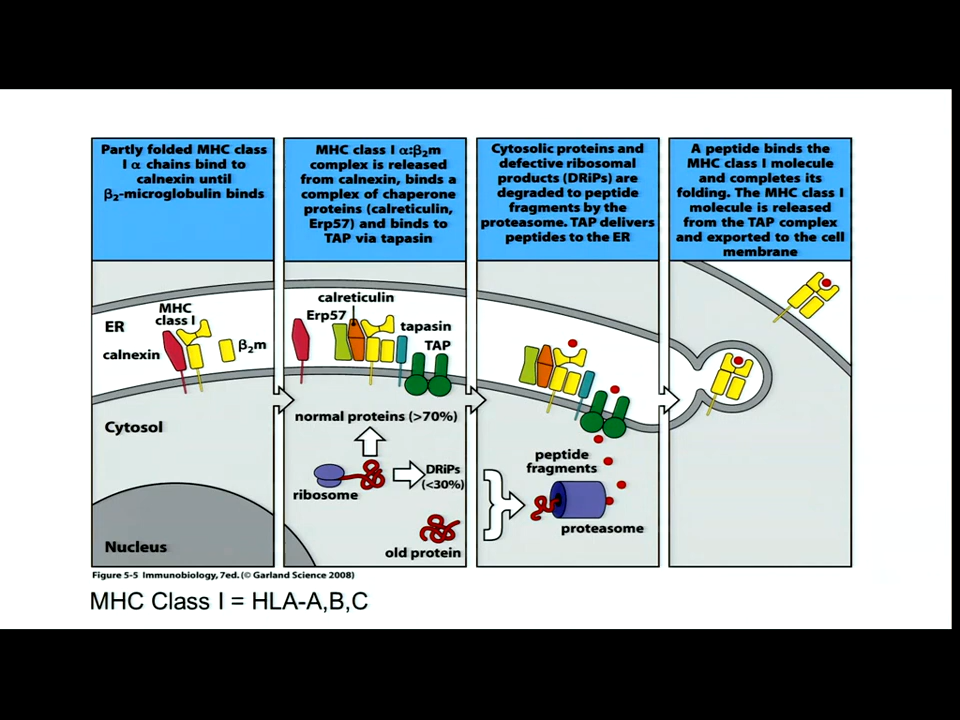 Partly folded MHC class
I α chains bind to
calnexin until
β2-microglobulin binds
MHC class I α:β2m
complex is released
from calnexin, binds a
complex of chaperone
proteins (calreticulin,
Erp57) and binds to
TAP via tapasin
Cytosolic proteins and
defective ribosomal
products (DRiPs) are
degraded to peptide
fragments by the
proteasome. TAP delivers
peptides to the ER
A peptide binds the
MHC class I molecule
and completes its
folding. The MHC class I
molecule is released
from the TAP complex
and exported to the cell
membrane
ER
MHC
class I
calnexin
β2m
Cytosol
Nucleus
calreticulin
Erp57
tapasin
TAP
normal proteins (>70%)
ribosome
DRiPs
(<30%)
old protein
peptide
fragments
proteasome
Figure 5-5 Immunobiology, 7ed. (© Garland Science 2008)
MHC Class I = HLA-A,B,C